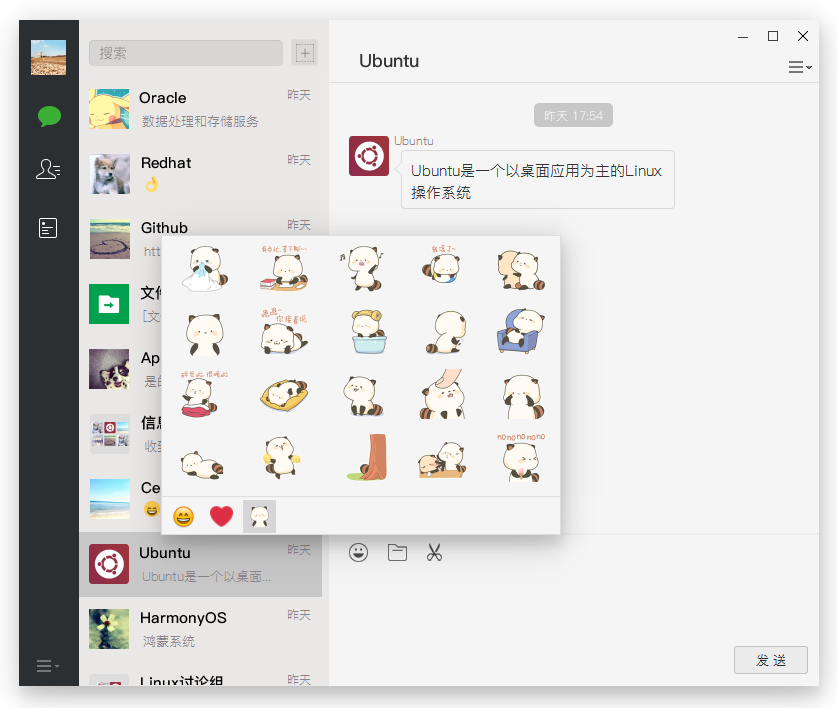 搜索
Oracle
昨天
数据处理和存储服务
Redhat
昨天
Github
昨天
htt
文件
[文
Ap
是的
信息
收到
Ce
Ubuntu
昨天
Ubuntu是一个以桌面...
HarmonyOS
昨天
鸿蒙系统
Linux讨论组
昨天
Ubuntu
昨天 17:54
Ubuntu
Ubuntu是一个以桌面应用为主的Linux
操作系统
我饿了~
nononono
发 送